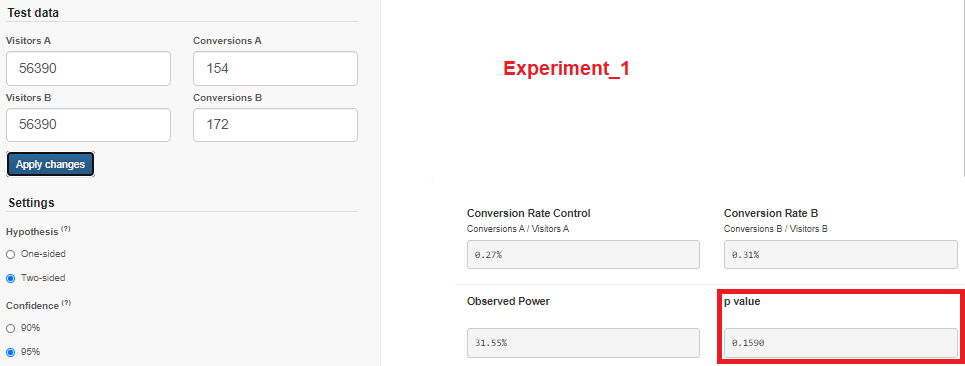 Test data
Visitors A
Conversions A
56390
154
Visitors B
Conversions B
56390
172
Apply changes
Settings
Hypothesis (?)
One-sided
Two-sided
Confidence (?)
90%
95%
Experiment_1
Conversion Rate Control
Conversions A / Visitors A
0.27%
Conversion Rate B
Conversions B / Visitors B
0.31%
Observed Power
31.55%
p value
0.1590